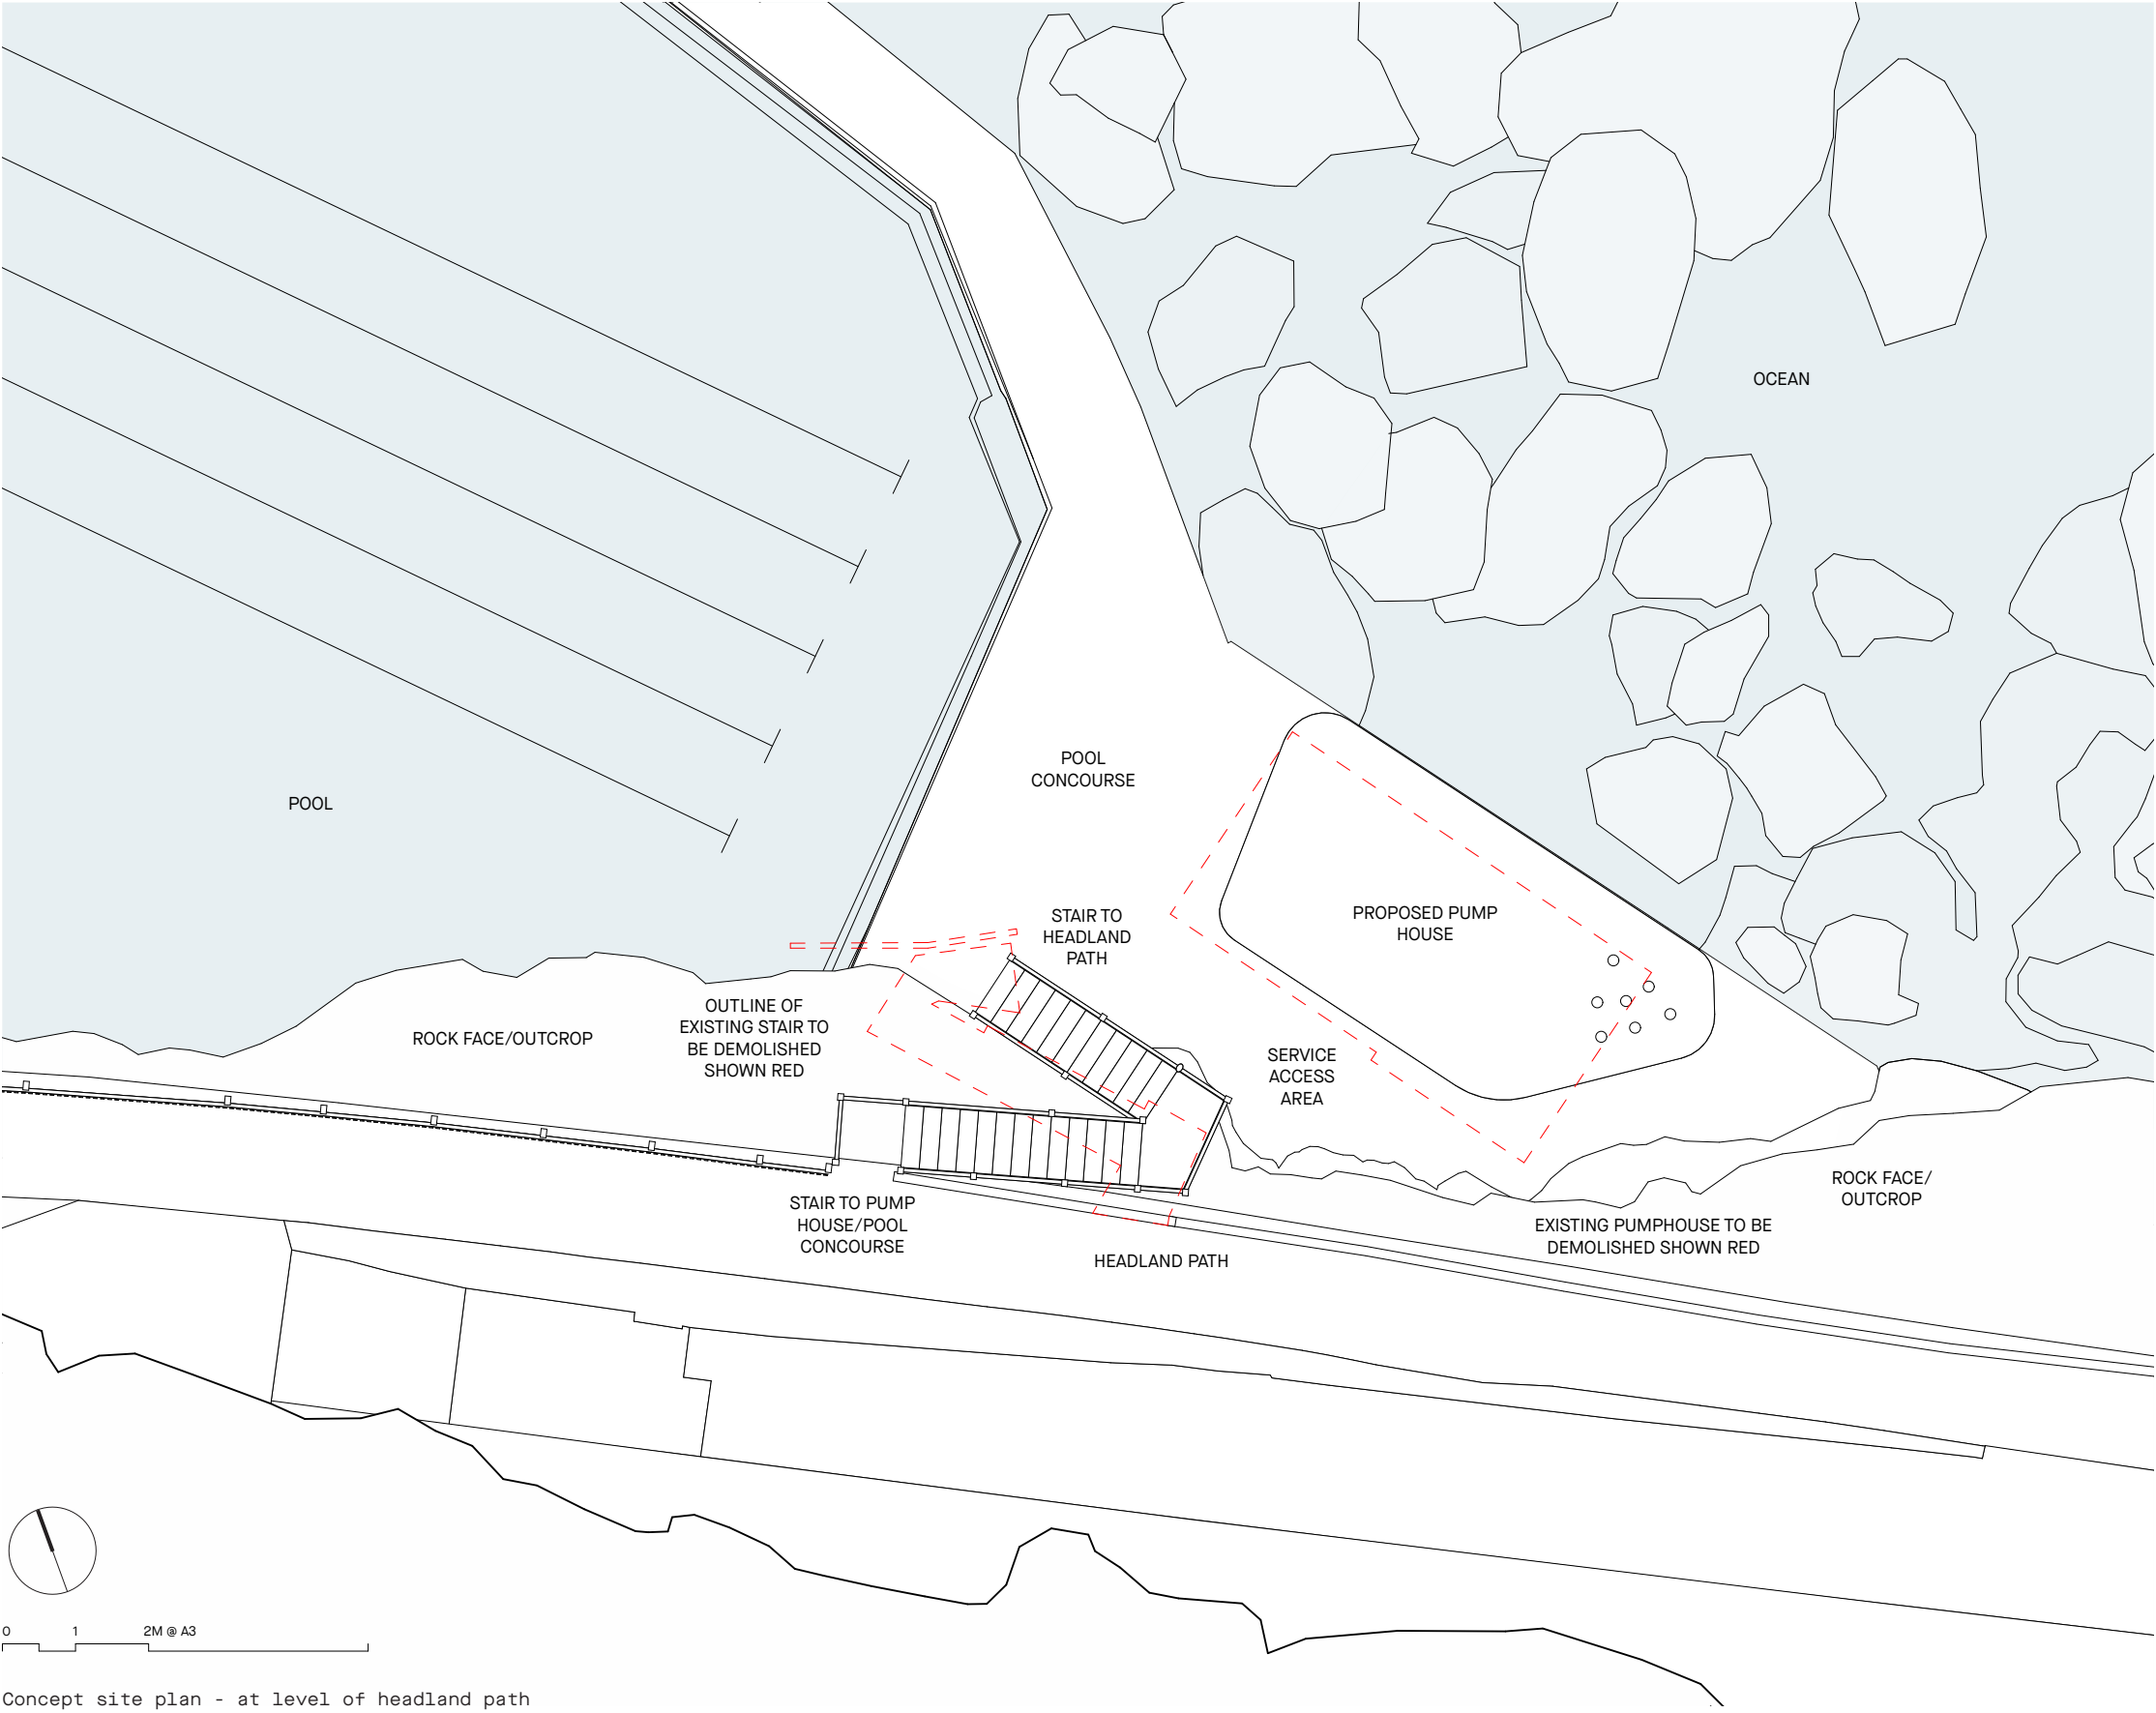 OCEAN
POOL
CONCOURSE
POOL
PROPOSED PUMP
HOUSE
STAIR TO
HEADLAND
PATH
OUTLINE OF
EXISTING STAIR TO
BE DEMOLISHED
SHOWN RED
ROCK FACE/OUTCROP
SERVICE
ACCESS
AREA
ROCK FACE/
OUTCROP
STAIR TO PUMP
HOUSE/POOL
CONCOURSE
EXISTING PUMPHOUSE TO BE
DEMOLISHED SHOWN RED
HEADLAND PATH
0 1 2M @ A3
Concept site plan - at level of headland path